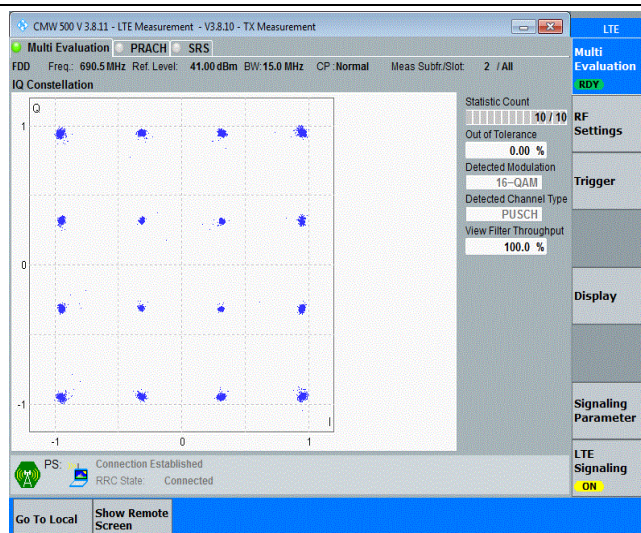 CMW 500 V 3.8.11 - LTE Measurement - V3.8.10 - TX Measurement
LTE
Multi Evaluation PRACH SRS
Multi
Evaluation
RDY
FDD Freq.: 690.5 MHz Ref. Level: 41.00 dBm BW: 15.0 MHz CP : Normal Meas Subfr./Slot: 2 / All
IQ Constellation
Q
1
0
-1
-1 0 1
I
Statistic Count
10 / 10
Out of Tolerance
0.00 %
Detected Modulation
16-QAM
Detected Channel Type
PUSCH
View Filter Throughput
100.0 %
RF
Settings
Trigger
Display
Signaling
Parameter
LTE
Signaling
ON
PS: Connection Established
RRC State: Connected
Go To Local
Show Remote
Screen